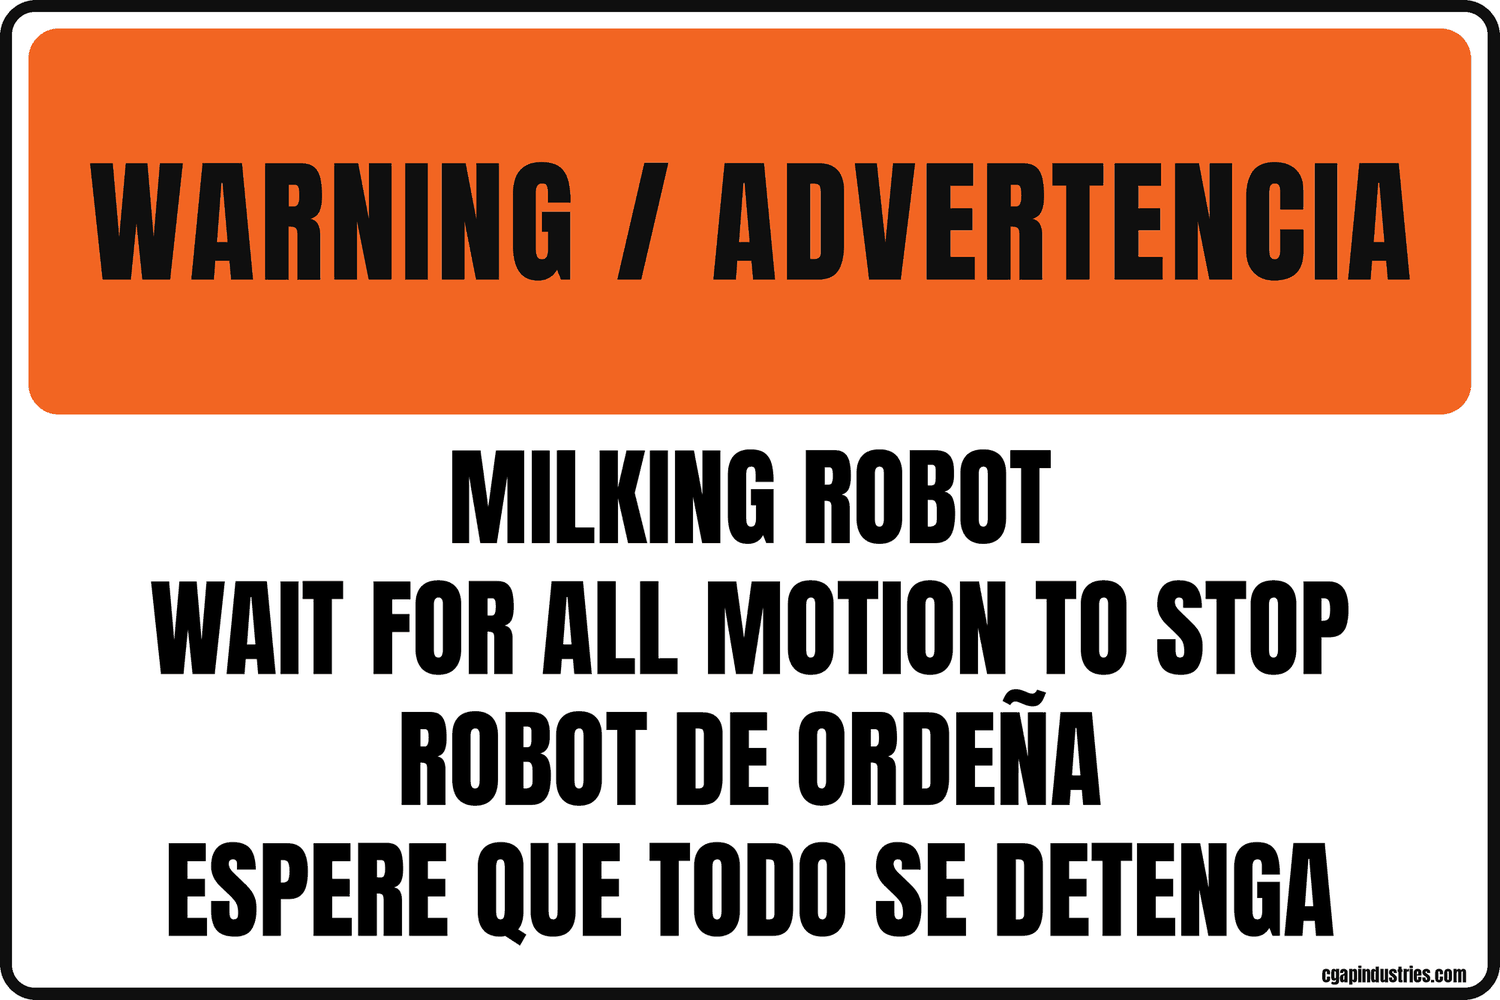 WARNING / ADVERTENCIA
MILKING ROBOT
WAIT FOR ALL MOTION TO STOP
ROBOT DE ORDEÑA
ESPERE QUE TODO SE DETENGA
cgapindustries.com